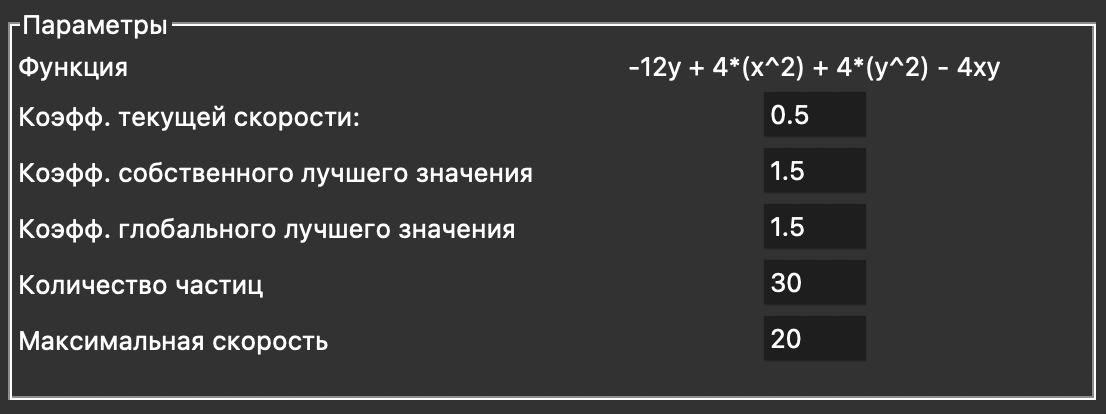 Параметры
Функция -12y + 4*(x^2) + 4*(y^2) - 4xy
Коэфф. текущей скорости: 0.5
Коэфф. собственного лучшего значения 1.5
Коэфф. глобального лучшего значения 1.5
Количество частиц 30
Максимальная скорость 20